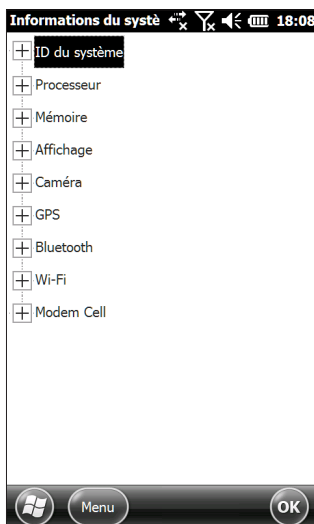 Informations du systè 18:08
ID du système
Processeur
Mémoire
Affichage
Caméra
GPS
Bluetooth
Wi-Fi
Modem Cell
Menu OK